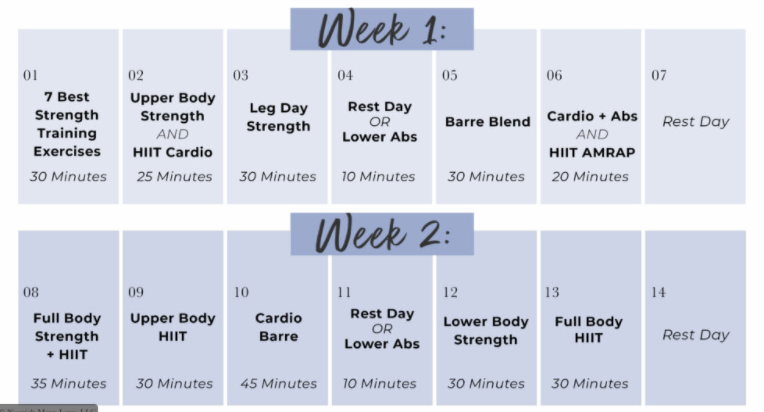 Week 1:
01
7 Best
Strength
Training
Exercises
30 Minutes
02
Upper Body
Strength
AND
HIIT Cardio
25 Minutes
03
Leg Day
Strength
30 Minutes
04
Rest Day
OR
Lower Abs
10 Minutes
05
Barre Blend
30 Minutes
06
Cardio + Abs
AND
HIIT AMRAP
20 Minutes
07
Rest Day
Week 2:
08
Full Body
Strength
+ HIIT
35 Minutes
09
Upper Body
HIIT
30 Minutes
10
Cardio
Barre
45 Minutes
11
Rest Day
OR
Lower Abs
10 Minutes
12
Lower Body
Strength
30 Minutes
13
Full Body
HIIT
30 Minutes
14
Rest Day